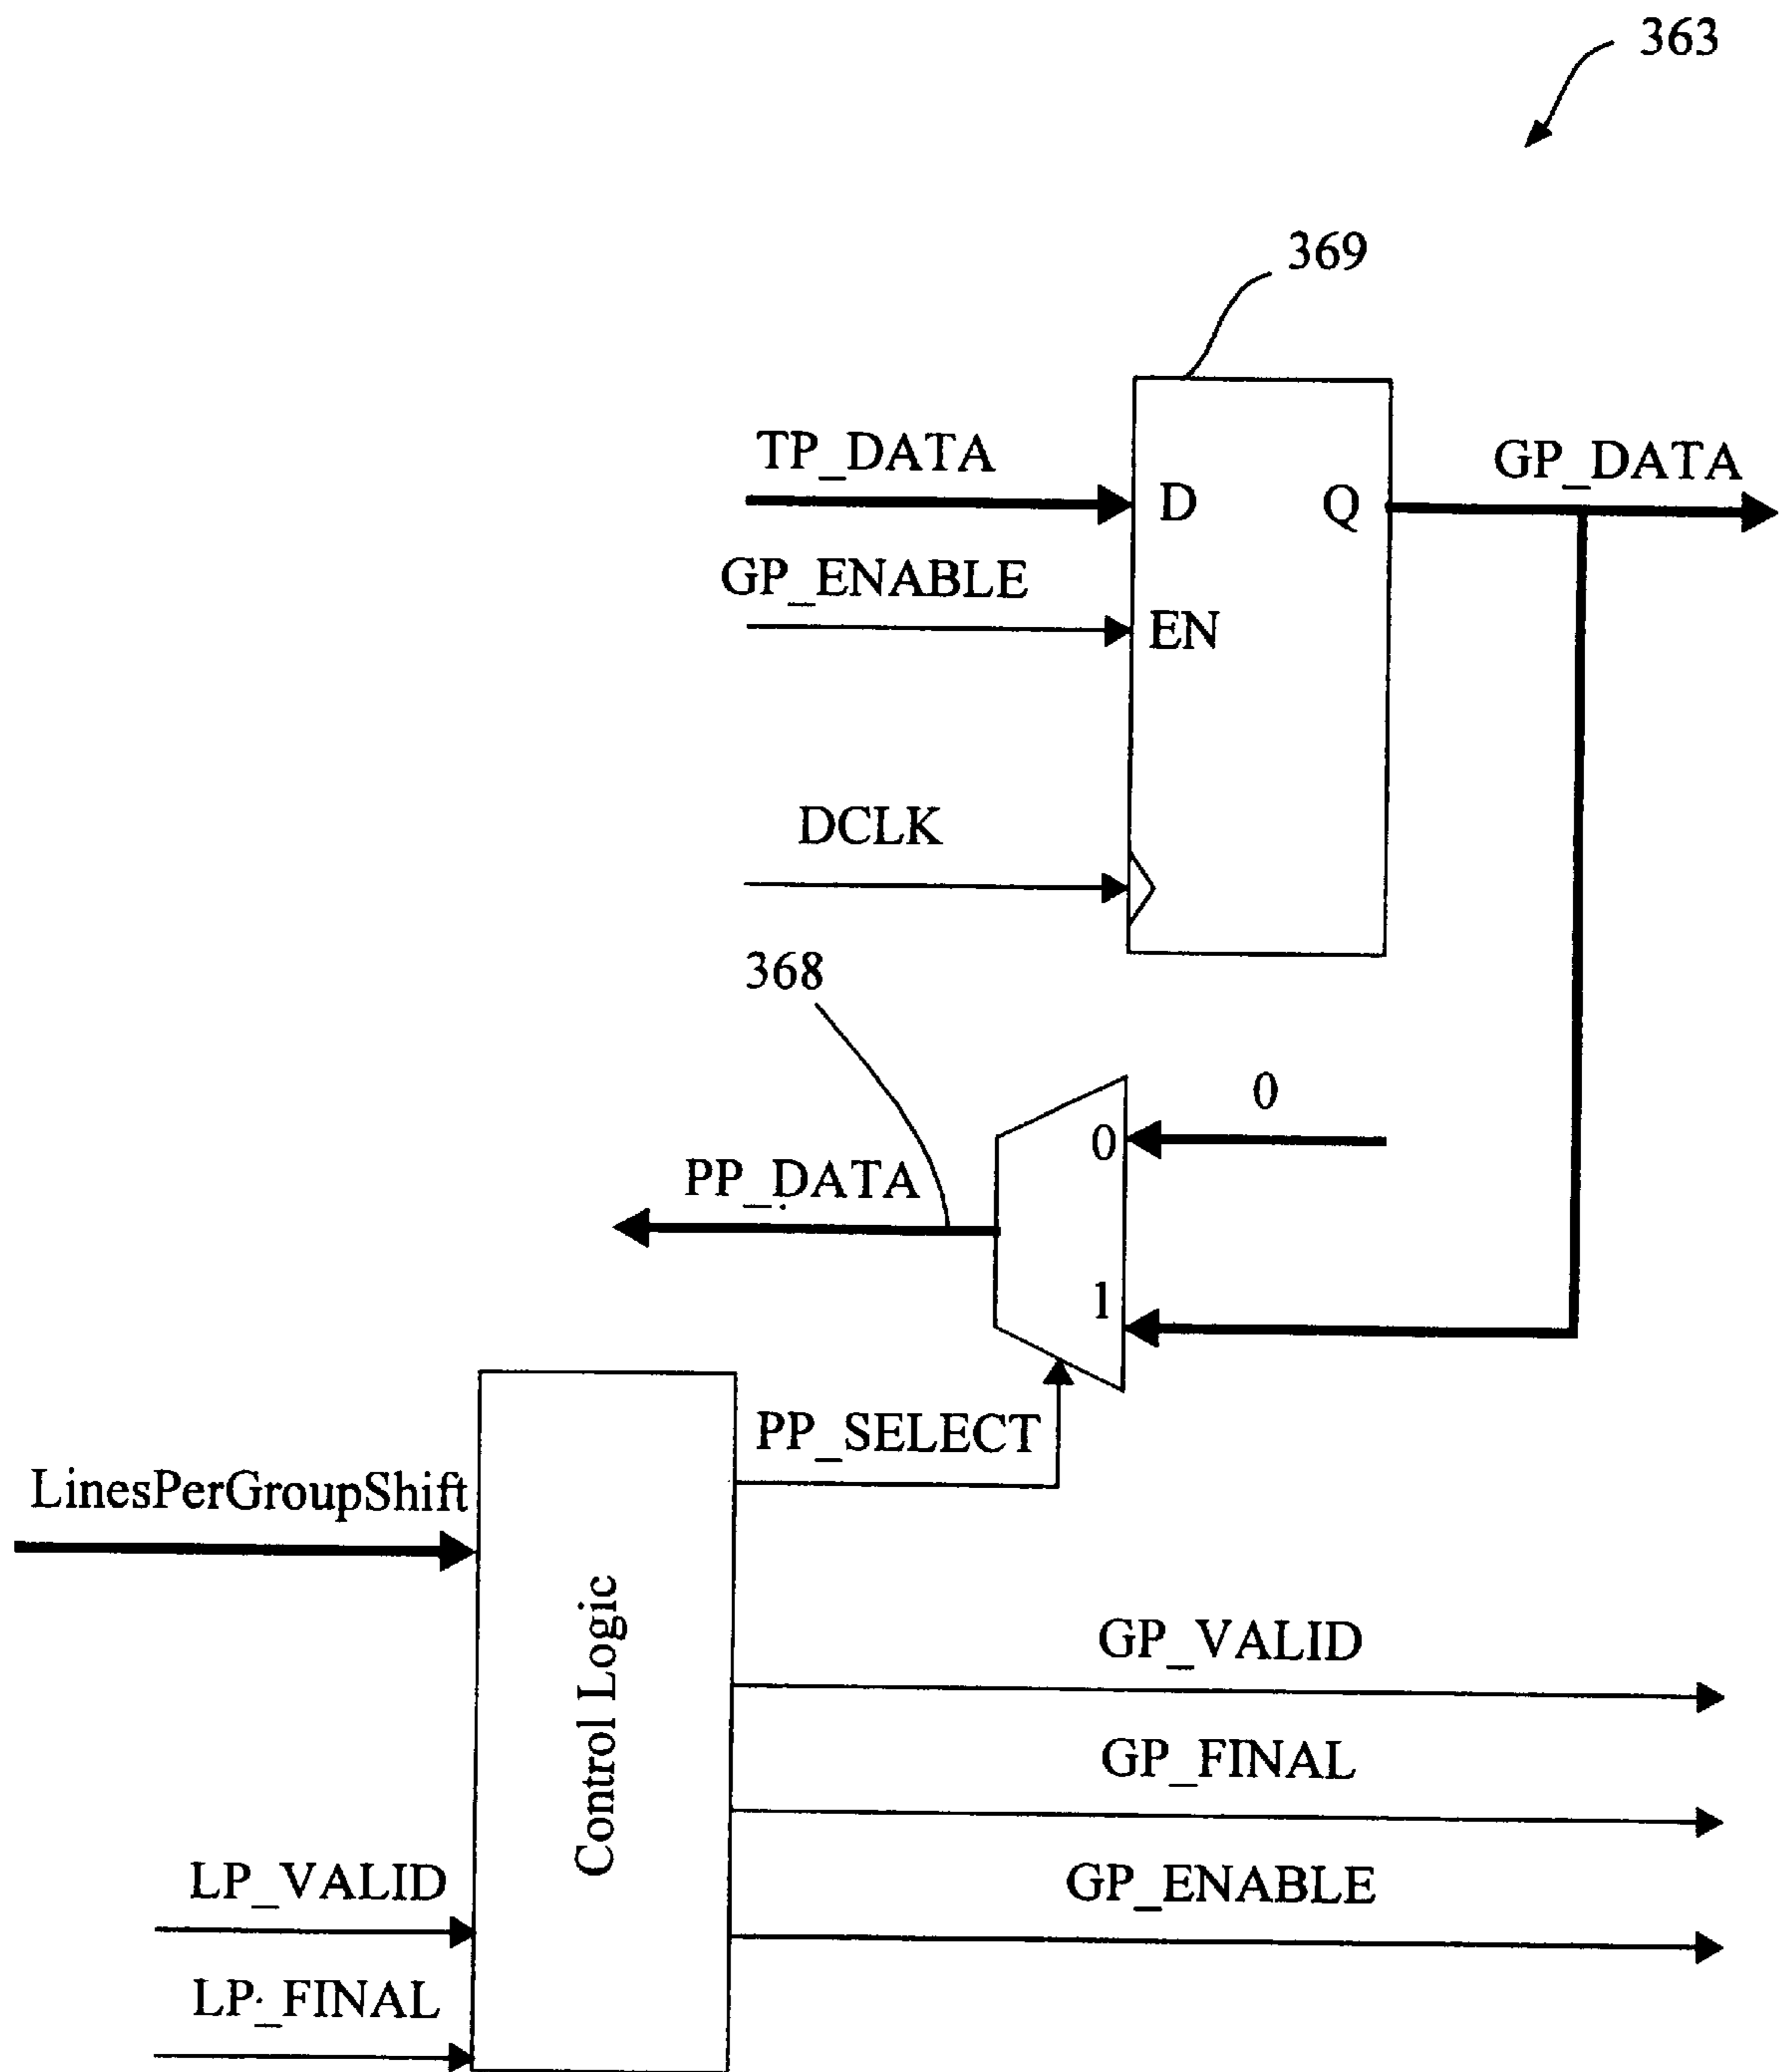 363
369
TP_DATA
GP_DATA
D
Q
GP_ENABLE
EN
DCLK
368
0
0
PP_DATA
1
PP_SELECT
LinesPerGroupShift
Control Logic
GP_VALID
GP_FINAL
LP_VALID
GP_ENABLE
LP_FINAL